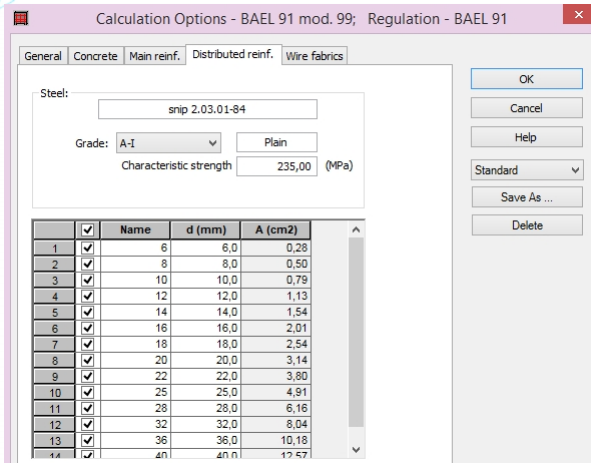 Calculation Options - BAEL 91 mod. 99;   Regulation - BAEL 91
General Concrete Main reinf. Distributed reinf. Wire fabrics
OK
Steel:
snip 2.03.01-84
Cancel
Grade: A-I Plain
Help
Characteristic strength 235,00 (MPa)
Standard
Save As ...
Delete
Name d (mm) A (cm2)
1 6 6,0 0,28
2 8 8,0 0,50
3 10 10,0 0,79
4 12 12,0 1,13
5 14 14,0 1,54
6 16 16,0 2,01
7 18 18,0 2,54
8 20 20,0 3,14
9 22 22,0 3,80
10 25 25,0 4,91
11 28 28,0 6,16
12 32 32,0 8,04
13 36 36,0 10,18
14 40 40,0 12,57